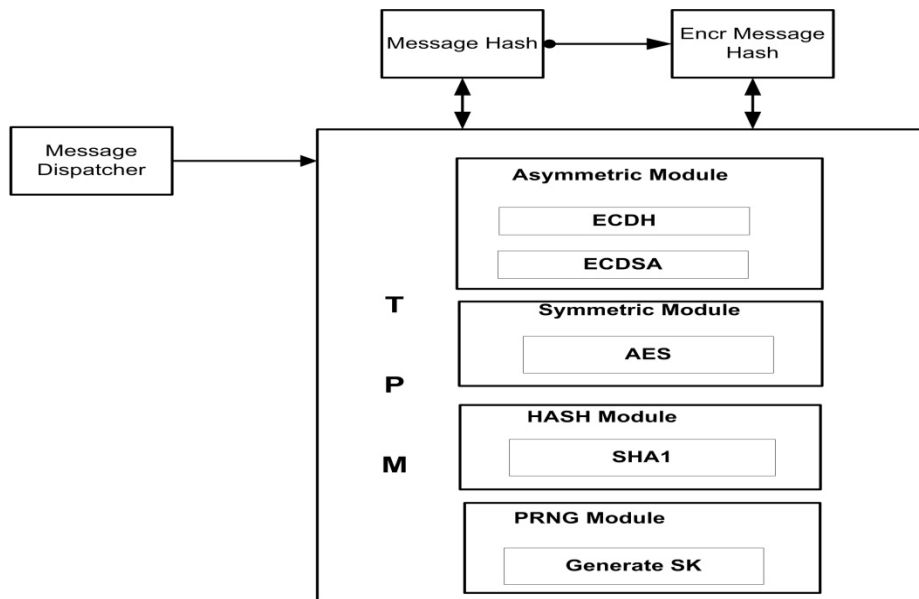 Message Hash
Encr Message
Hash
Message
Dispatcher
Asymmetric Module
ECDH
ECDSA
T
P
M
Symmetric Module
AES
HASH Module
SHA1
PRNG Module
Generate SK